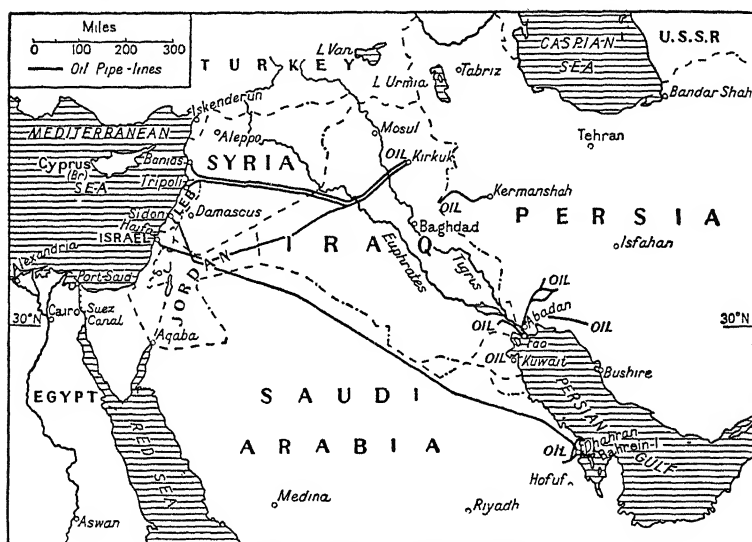 Miles
0 100 200 300
Oil Pipe-lines
U.S.S.R
CASPIAN
SEA
Bandar Shah
TURKEY
L Van
L Urmia
Tabriz
Tehran
Iskenderun
Aleppo
Mosul
MEDITERRANEAN
SEA
Cyprus
(Br)
Banias
Tripoli
SYRIA
OIL
Kirkuk
Kermanshah
OIL
PERSIA
Isfahan
LEB
Sidon
Damascus
Haifa
ISRAEL
IRAQ
Baghdad
Euphrates
Tigris
JORDAN
Alexandria
Port-Said
Cairo
Suez
Canal
30°N
'Aqaba
OIL
Abadan
Fao
OIL
30°N
OIL
Kuwait
Bushire
EGYPT
RED SEA
SAUDI
ARABIA
PERSIAN
GULF
OIL
Dhahran
Bahrein-I
Hofuf
Medina
Riyadh
Aswan